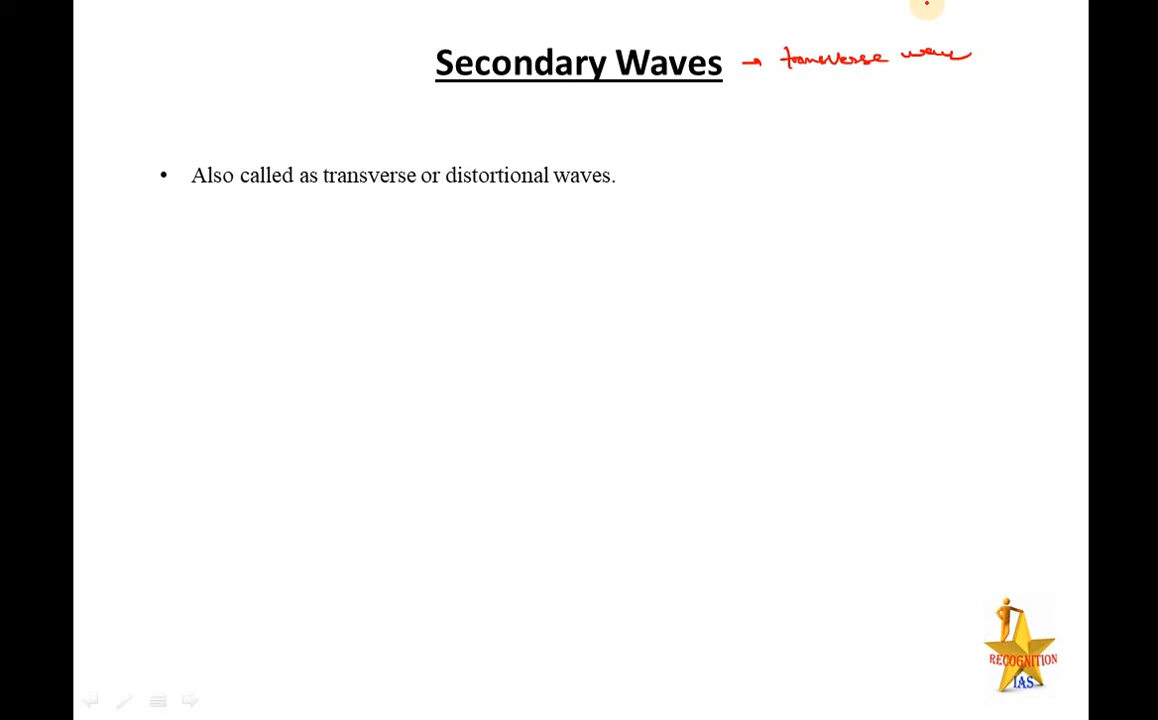 Secondary Waves → transverse wave
• Also called as transverse or distortional waves.
RECOGNITION
IAS